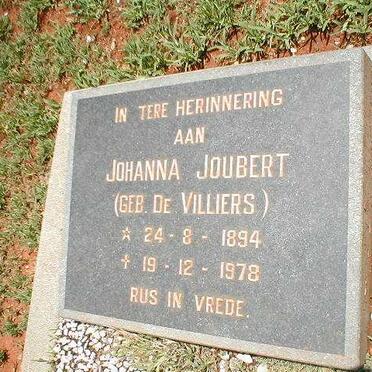 IN TERE HERINNERING
AAN
JOHANNA JOUBERT
(GEB. DE VILLIERS)
☆ 24-8-1894
✝ 19-12-1978
RUS IN VREDE.